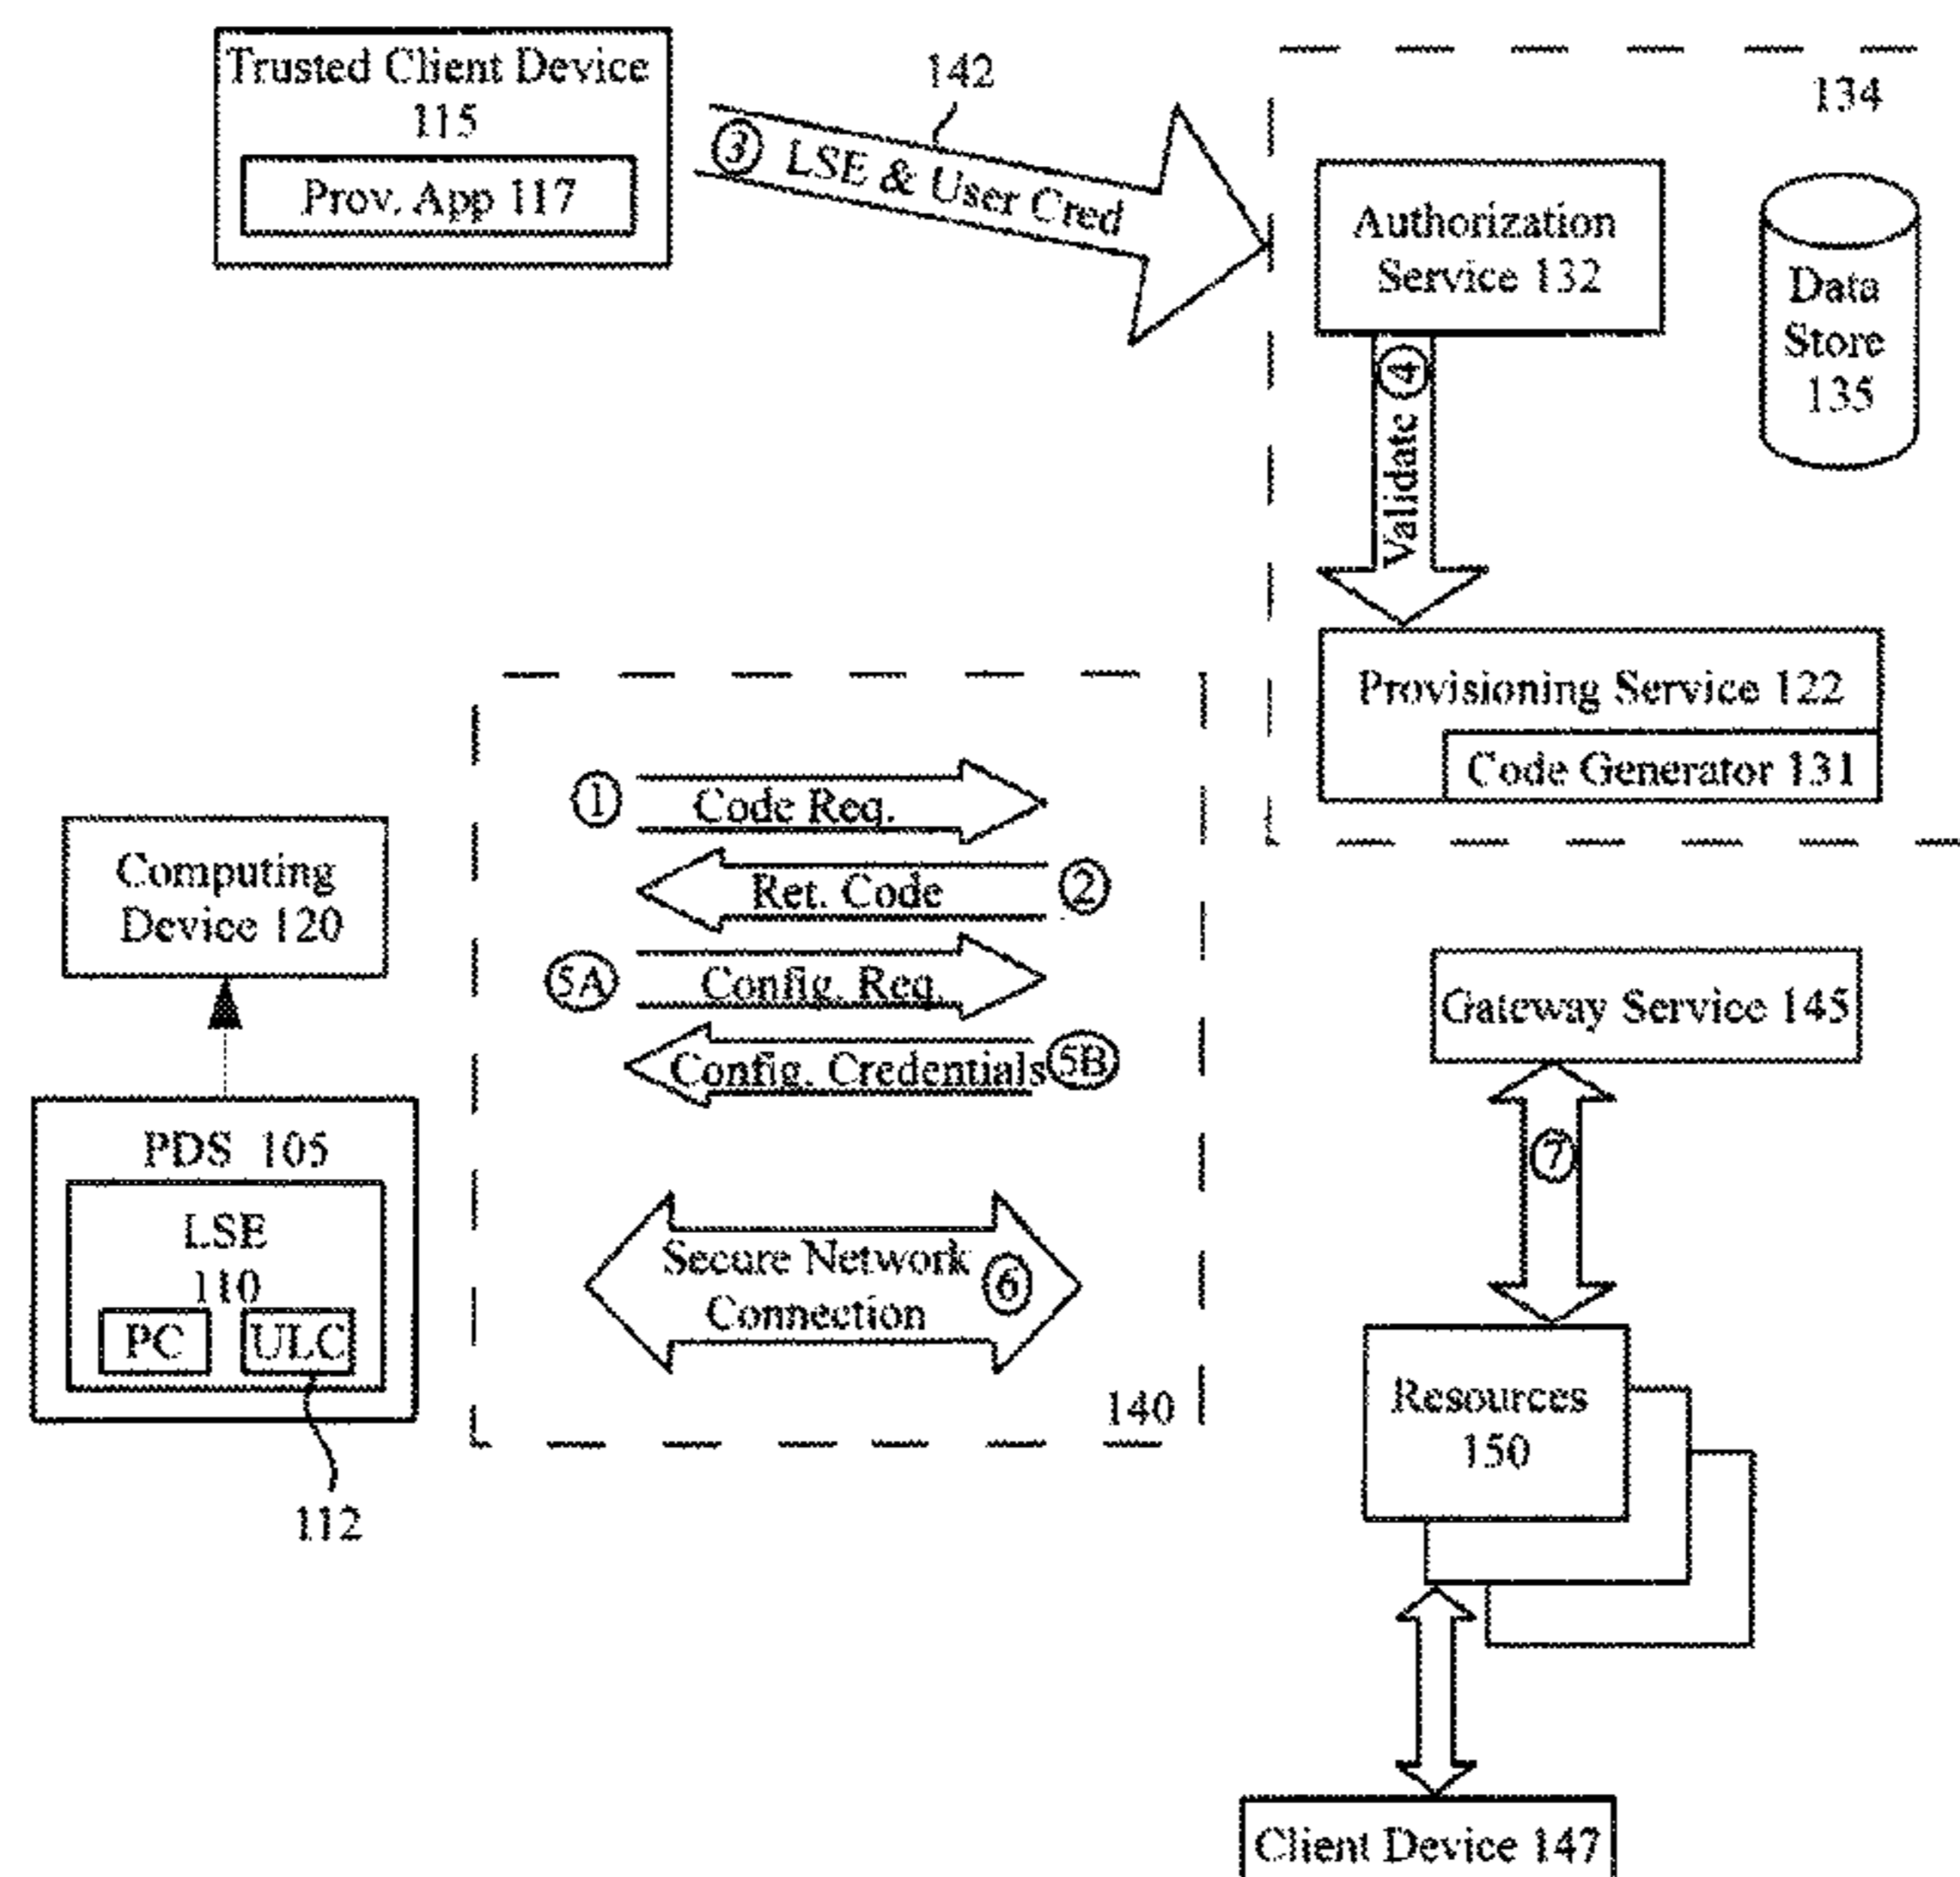 Trusted Client Device
115
Prov. App 117
142
③ LSE & User Cred
134
Authorization
Service 132
Data
Store
135
Validate ④
Provisioning Service 122
Code Generator 131
① Code Req.
Ret. Code ②
5A Config. Req.
Config. Credentials 5B
Secure Network
Connection ⑥
140
Computing
Device 120
PDS 105
LSE
110
PC ULC
112
Gateway Service 145
⑦
Resources
150
Client Device 147